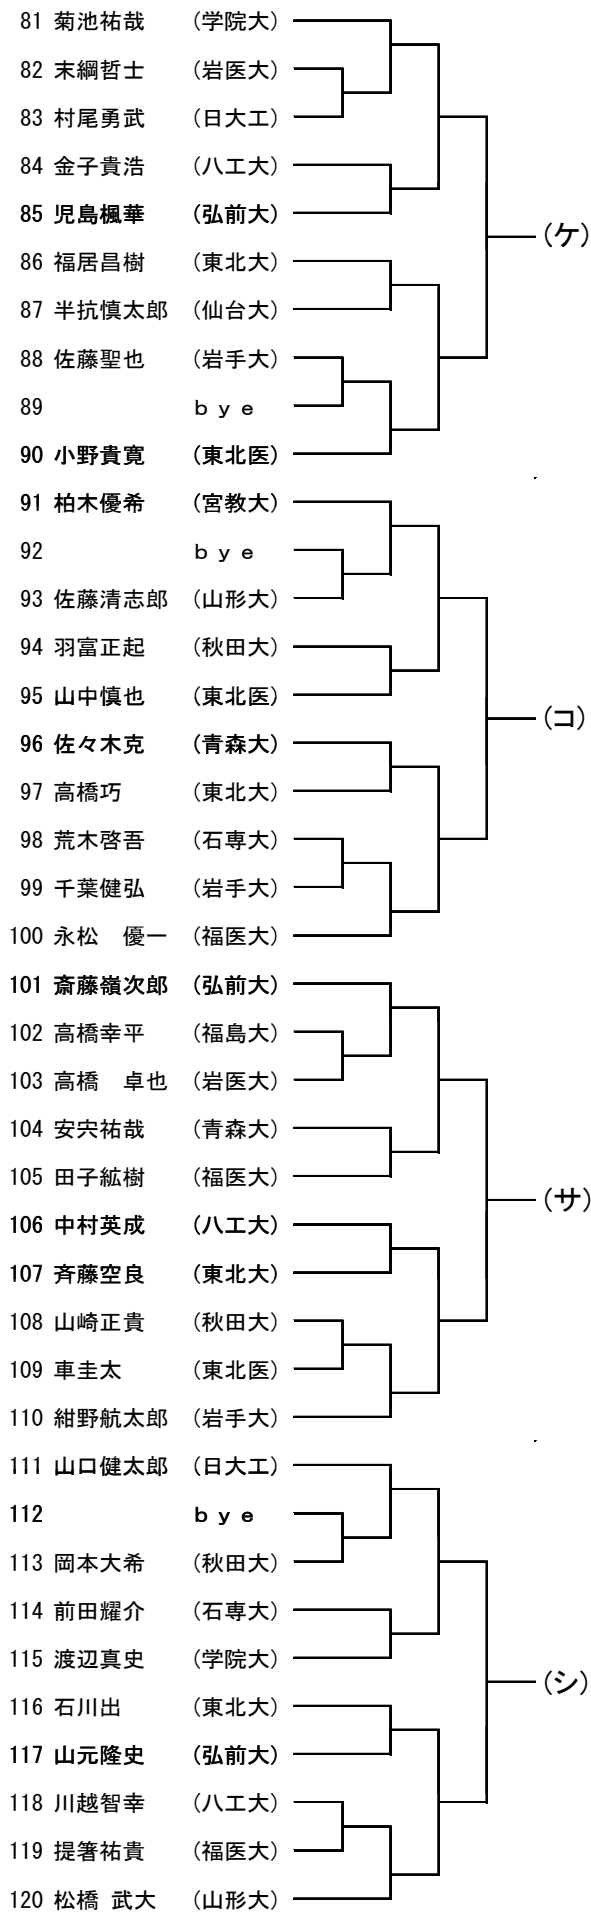 81 菊池祐哉 (学院大)
82 末綱哲士 (岩医大)
83 村尾勇武 (日大工)
84 金子貴浩 (八工大)
85 児島楓華 (弘前大)
(ケ)
86 福居昌樹 (東北大)
87 半抗慎太郎 (仙台大)
88 佐藤聖也 (岩手大)
89 ｂｙｅ
90 小野貴寛 (東北医)
91 柏木優希 (宮教大)
92 ｂｙｅ
93 佐藤清志郎 (山形大)
94 羽富正起 (秋田大)
95 山中慎也 (東北医)
(コ)
96 佐々木克 (青森大)
97 高橋巧 (東北大)
98 荒木啓吾 (石専大)
99 千葉健弘 (岩手大)
100 永松　優一 (福医大)
101 斎藤嶺次郎 (弘前大)
102 高橋幸平 (福島大)
103 高橋　卓也 (岩医大)
104 安宍祐哉 (青森大)
105 田子紘樹 (福医大)
(サ)
106 中村英成 (八工大)
107 斉藤空良 (東北大)
108 山崎正貴 (秋田大)
109 車圭太 (東北医)
110 紺野航太郎 (岩手大)
111 山口健太郎 (日大工)
112 ｂｙｅ
113 岡本大希 (秋田大)
114 前田耀介 (石専大)
115 渡辺真史 (学院大)
(シ)
116 石川出 (東北大)
117 山元隆史 (弘前大)
118 川越智幸 (八工大)
119 提箸祐貴 (福医大)
120 松橋 武大 (山形大)